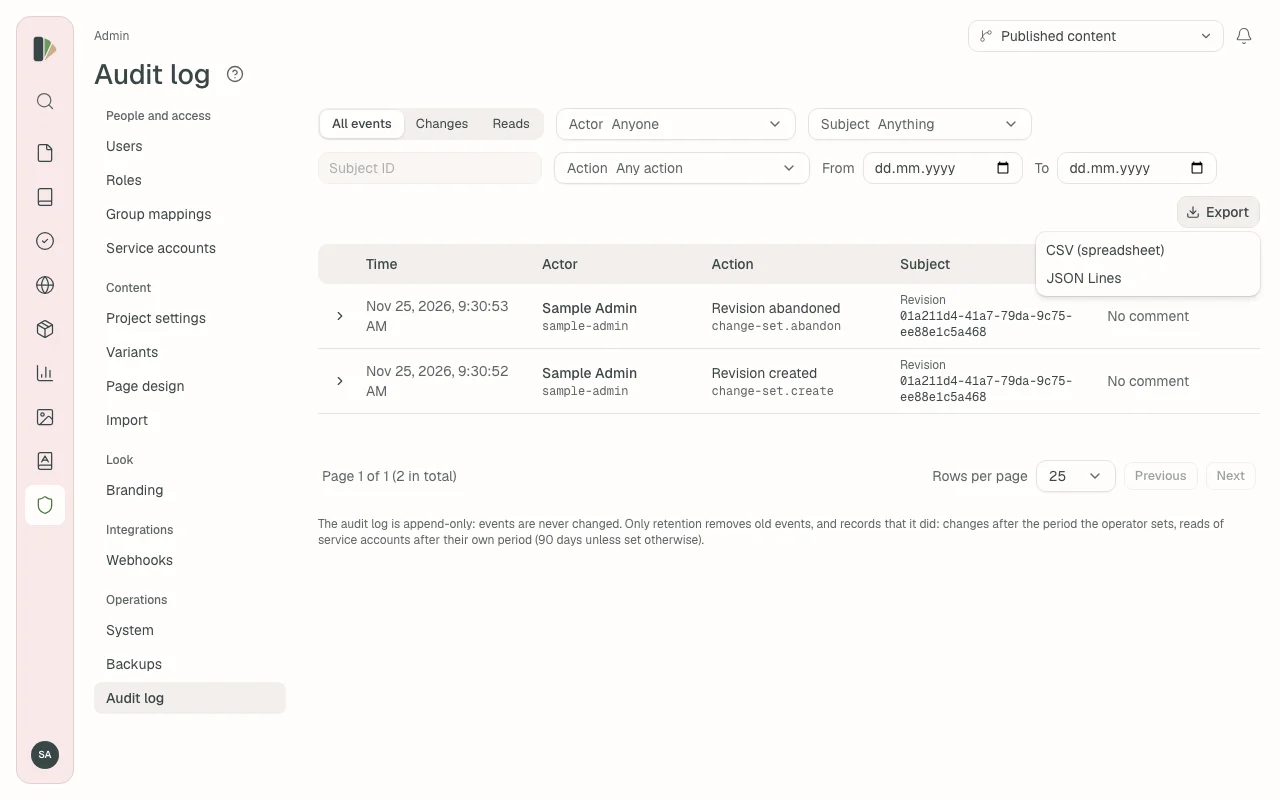 Admin
Published content
Audit log
People and access
Users
Roles
Group mappings
Service accounts
Content
Project settings
Variants
Page design
Import
Look
Branding
Integrations
Webhooks
Operations
System
Backups
Audit log
SA
All events Changes Reads
Actor Anyone
Subject Anything
Subject ID
Action Any action
From dd.mm.yyyy
To dd.mm.yyyy
Export
CSV (spreadsheet)
JSON Lines
Time Actor Action Subject
Nov 25, 2026, 9:30:53 AM
Sample Admin
sample-admin
Revision abandoned
change-set.abandon
Revision
01a211d4-41a7-79da-9c75-
ee88e1c5a468
No comment
Nov 25, 2026, 9:30:52 AM
Sample Admin
sample-admin
Revision created
change-set.create
Revision
01a211d4-41a7-79da-9c75-
ee88e1c5a468
No comment
Page 1 of 1 (2 in total)
Rows per page 25 Previous Next
The audit log is append-only: events are never changed. Only retention removes old events, and records that it did: changes after the period the operator sets, reads of
service accounts after their own period (90 days unless set otherwise).